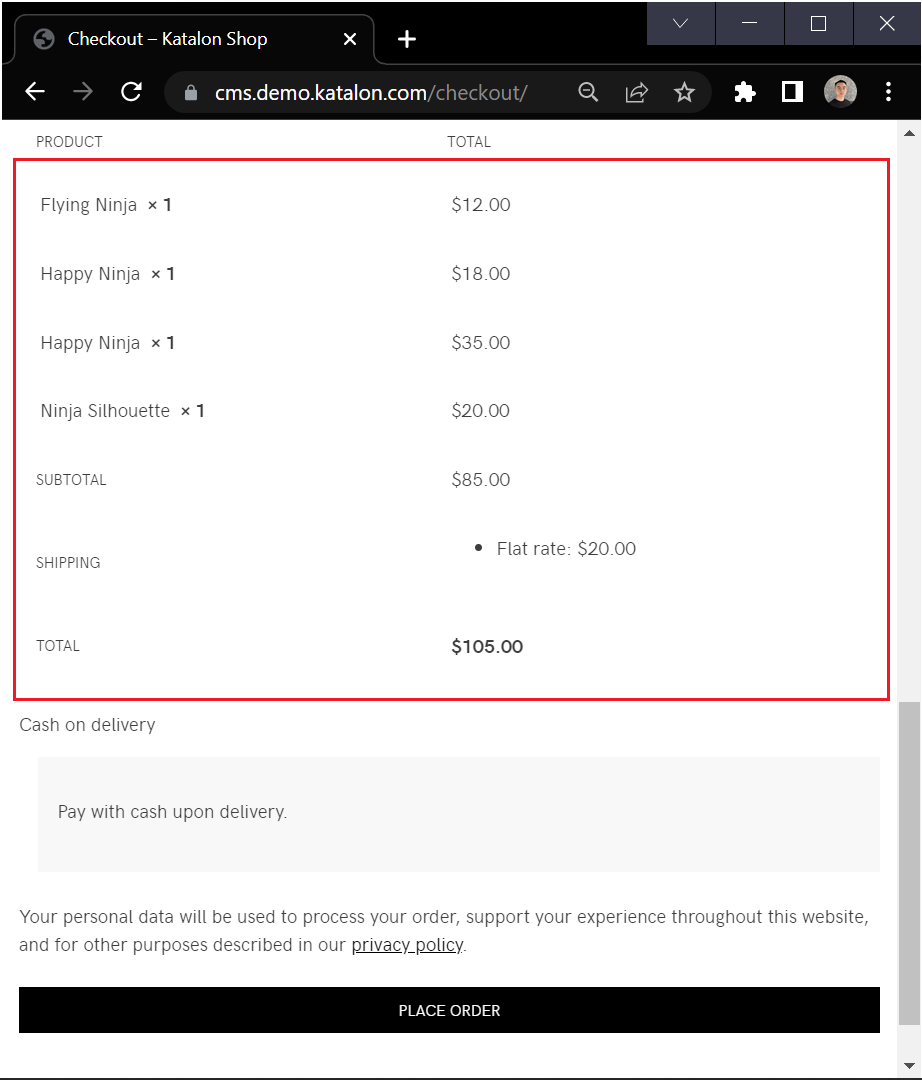 Checkout – Katalon Shop
cms.demo.katalon.com/checkout/
PRODUCT TOTAL
Flying Ninja × 1 $12.00
Happy Ninja × 1 $18.00
Happy Ninja × 1 $35.00
Ninja Silhouette × 1 $20.00
SUBTOTAL $85.00
SHIPPING • Flat rate: $20.00
TOTAL $105.00
Cash on delivery
Pay with cash upon delivery.
Your personal data will be used to process your order, support your experience throughout this website,
and for other purposes described in our privacy policy.
PLACE ORDER